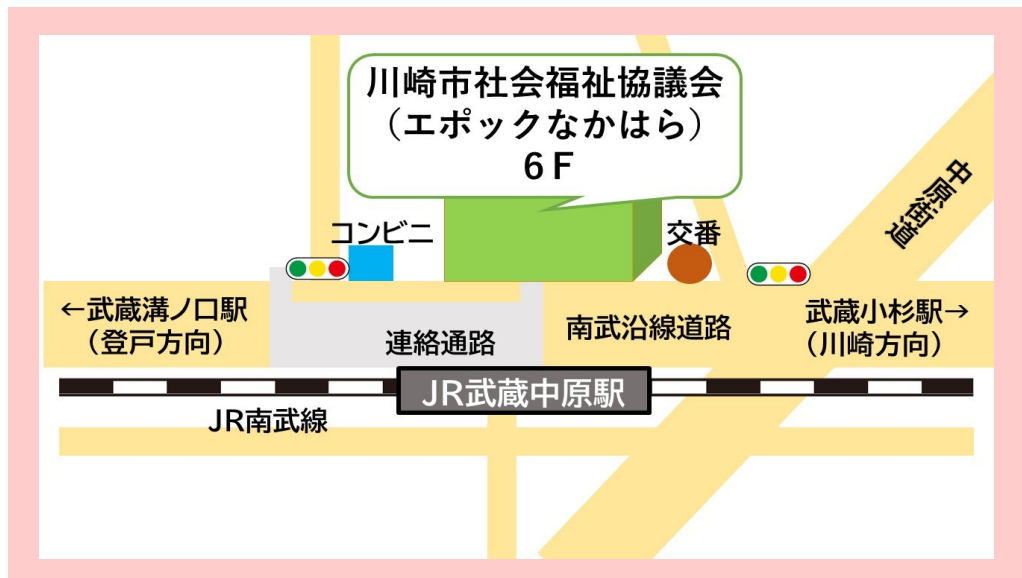 川崎市社会福祉協議会
（エポックなかはら）
６Ｆ
中原街道
コンビニ
交番
←武蔵溝ノ口駅
（登戸方向）
連絡通路
南武沿線道路
武蔵小杉駅→
（川崎方向）
JR武蔵中原駅
JR南武線